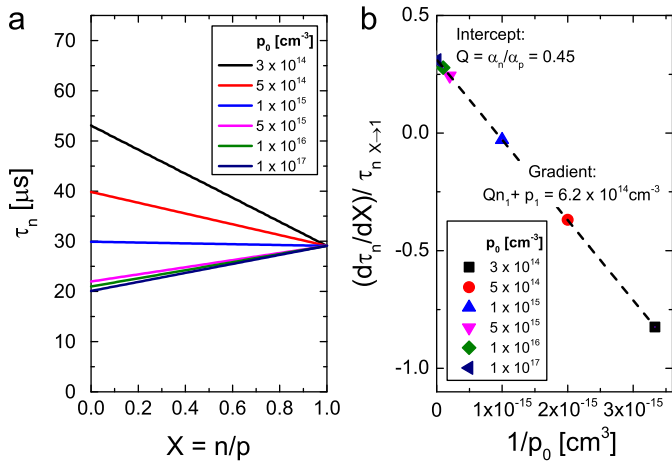 a
75
70
60
50
40
30
20
10
0
τn [µs]
0.0 0.2 0.4 0.6 0.8 1.0
X = n/p
p0 [cm-3]
3 x 10^14
5 x 10^14
1 x 10^15
5 x 10^15
1 x 10^16
1 x 10^17
b
0.5
0.0
-0.5
-1.0
(dτn/dX)/ τn X→1
Intercept:
Q = αn/αp = 0.45
Gradient:
Qn1+ p1 = 6.2 x 10^14cm-3
p0 [cm-3]
3 x 10^14
5 x 10^14
1 x 10^15
5 x 10^15
1 x 10^16
1 x 10^17
0 1x10^-15 2x10^-15 3x10^-15
1/p0 [cm^3]